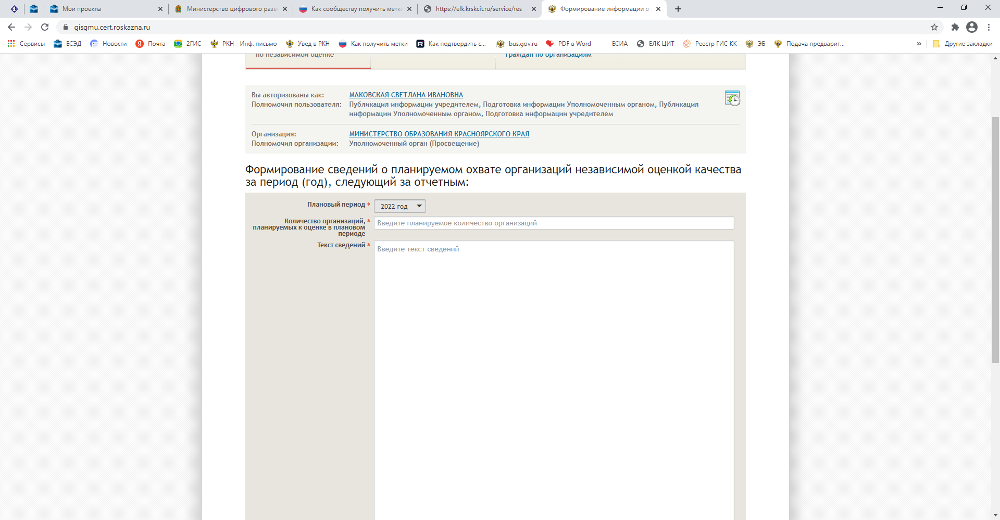 Мои проекты
Министерство цифрового разв
Как сообществу получить метк
https://elk.krskcit.ru/service/res
Формирование информации о
gisgmu.cert.roskazna.ru
Сервисы
ЕСЭД
Новости
Почта
2ГИС
РКН - Инф. письмо
Увед в РКН
Как получить метки
Как подтвердить с...
bus.gov.ru
PDF в Word
ЕСИА
ЕЛК ЦИТ
Реестр ГИС КК
ЭБ
Подача предварит...
»
Другие закладки
по независимой оценке
граждан по организациям
Вы авторизованы как: МАКОВСКАЯ СВЕТЛАНА ИВАНОВНА
Полномочия пользователя: Публикация информации учредителем, Подготовка информации Уполномоченным органом, Публикация
информации Уполномоченным органом, Подготовка информации учредителем
Организация: МИНИСТЕРСТВО ОБРАЗОВАНИЯ КРАСНОЯРСКОГО КРАЯ
Полномочия организации: Уполномоченный орган (Просвещение)
Формирование сведений о планируемом охвате организаций независимой оценкой качества
за период (год), следующий за отчетным:
Плановый период * 2022 год
Количество организаций, *
планируемых к оценке в плановом
периоде
Введите планируемое количество организаций
Текст сведений *
Введите текст сведений